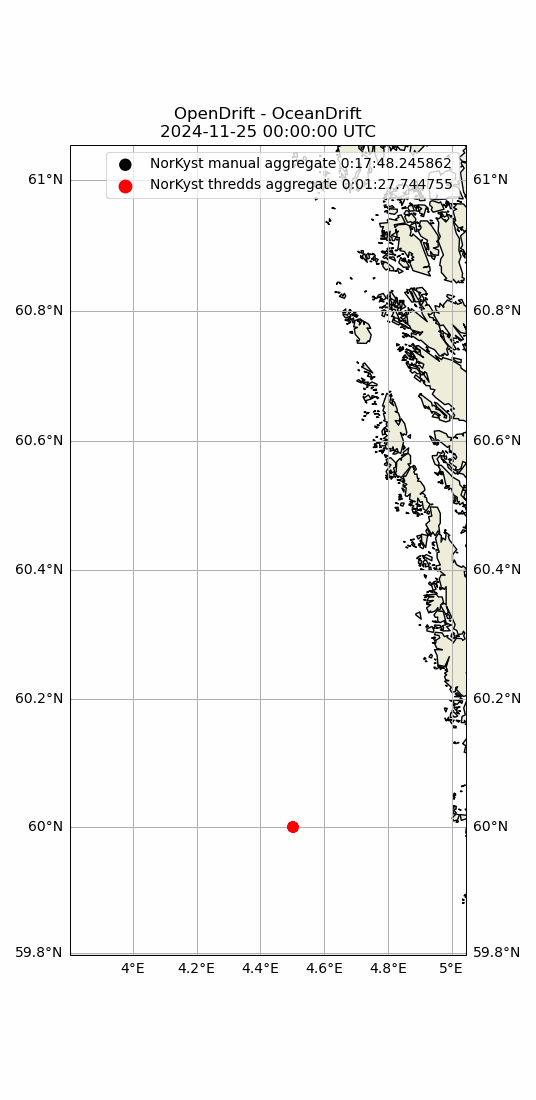 OpenDrift - OceanDrift
2024-11-25 00:00:00 UTC
NorKyst manual aggregate 0:17:48.245862
NorKyst thredds aggregate 0:01:27.744755
61°N 61°N
60.8°N 60.8°N
60.6°N 60.6°N
60.4°N 60.4°N
60.2°N 60.2°N
60°N 60°N
59.8°N 59.8°N
4°E 4.2°E 4.4°E 4.6°E 4.8°E 5°E